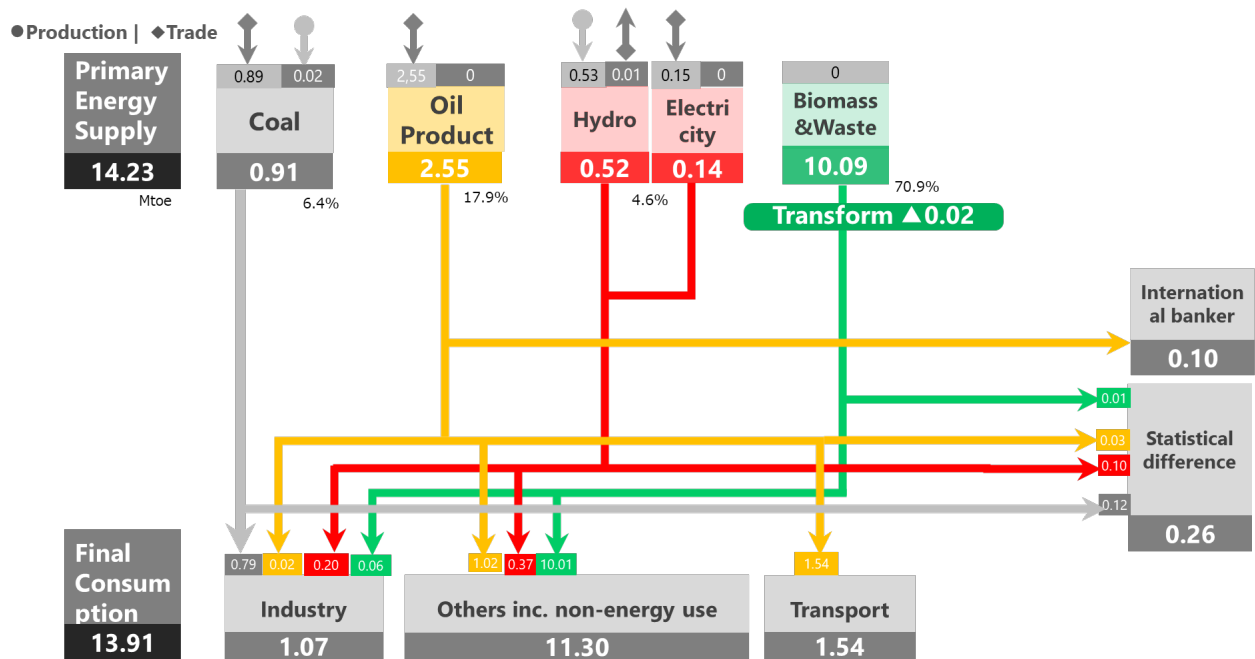 ●Production | ◆Trade
Primary
Energy
Supply
14.23
Mtoe
0.89 0.02
Coal
0.91
6.4%
2,55 0
Oil
Product
2.55
17.9%
0.53 0.01
Hydro
0.52
0.15 0
Electri
city
0.14
4.6%
0
Biomass
&Waste
10.09
70.9%
Transform ▲0.02
Internation
al banker
0.10
0.01
0.03
0.10
0.12
Statistical
difference
0.26
Final
Consum
ption
13.91
0.79 0.02 0.20 0.06
Industry
1.07
1.02 0.37 10.01
Others inc. non-energy use
11.30
1.54
Transport
1.54